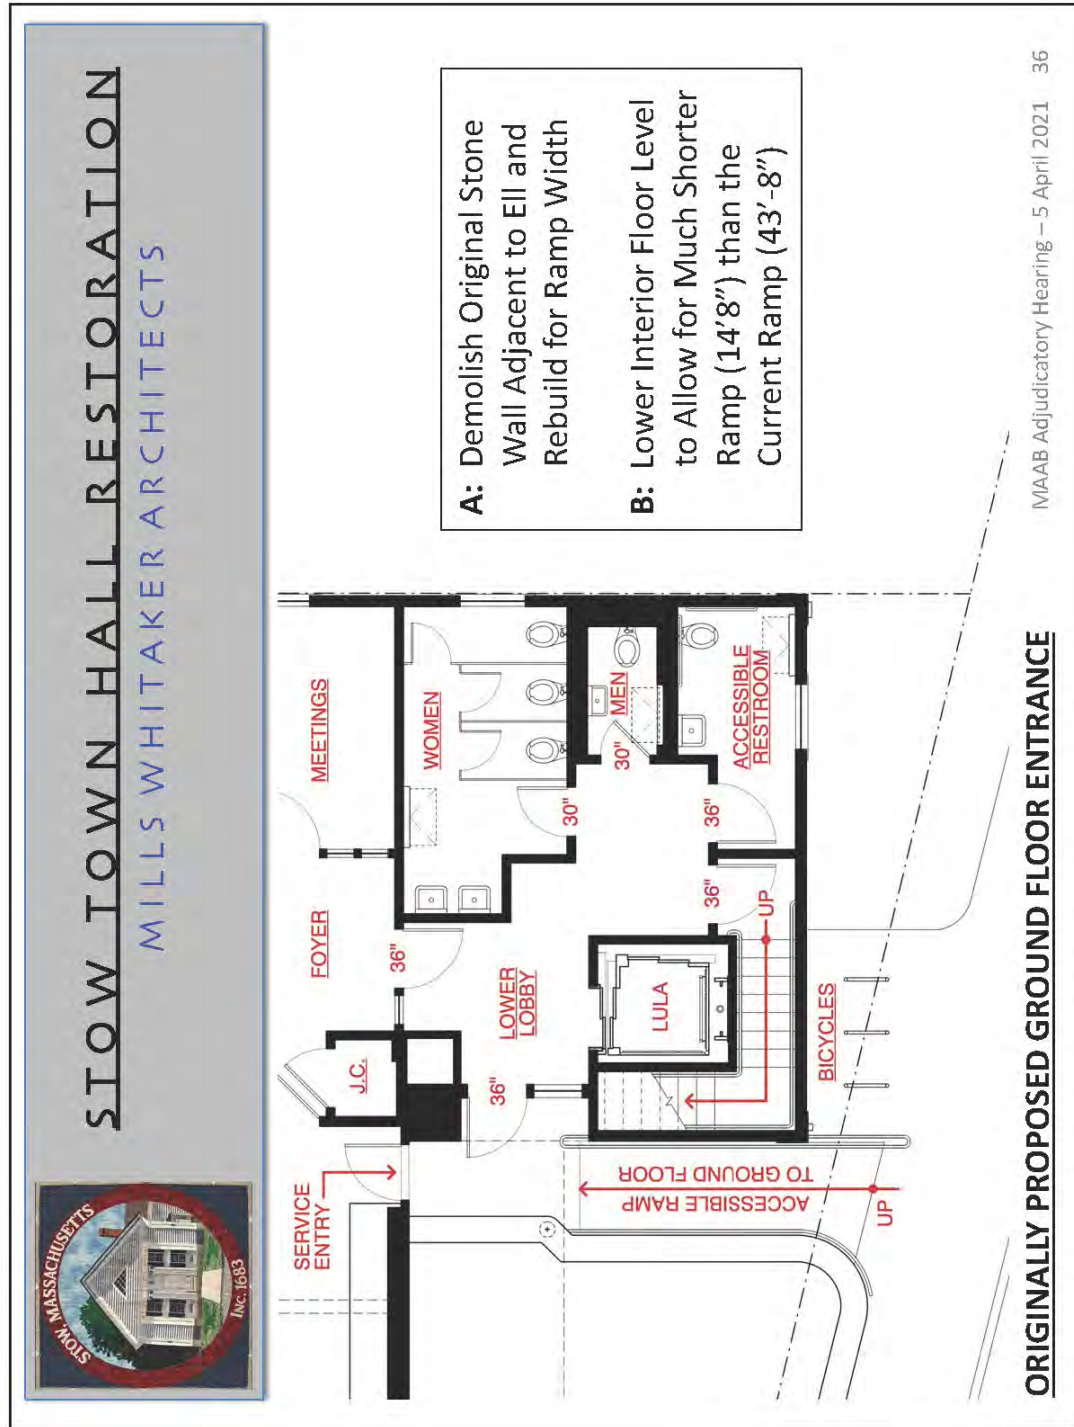 STOW TOWN HALL RESTORATION
MILLS WHITAKER ARCHITECTS
STOW, MASSACHUSETTS
INC. 1683
SERVICE
ENTRY
J.C.
FOYER
MEETINGS
36"
WOMEN
36"
LOWER
LOBBY
30"
MEN
30"
LULA
36"
36"
ACCESSIBLE
RESTROOM
UP
ACCESSIBLE RAMP
TO GROUND FLOOR
UP
BICYCLES
A: Demolish Original Stone
Wall Adjacent to Ell and
Rebuild for Ramp Width
B: Lower Interior Floor Level
to Allow for Much Shorter
Ramp (14'8") than the
Current Ramp (43'-8")
ORIGINALLY PROPOSED GROUND FLOOR ENTRANCE
MAAB Adjudicatory Hearing – 5 April 2021 36